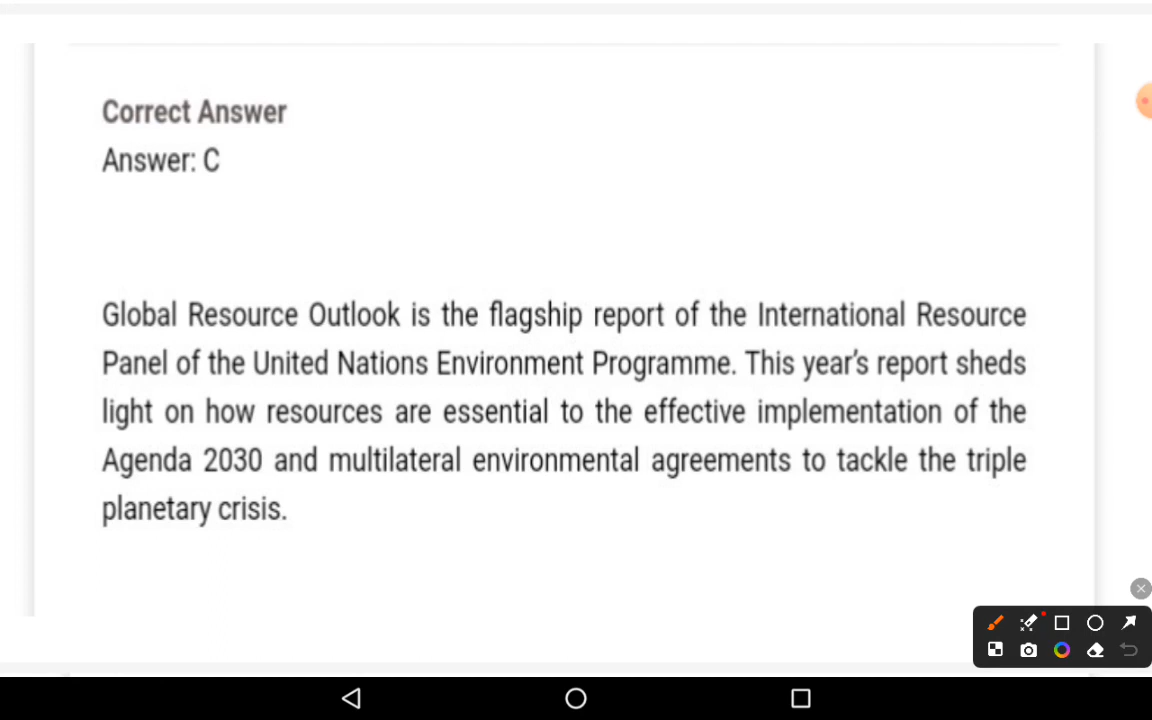 Correct Answer
Answer: C
Global Resource Outlook is the flagship report of the International Resource
Panel of the United Nations Environment Programme. This year's report sheds
light on how resources are essential to the effective implementation of the
Agenda 2030 and multilateral environmental agreements to tackle the triple
planetary crisis.